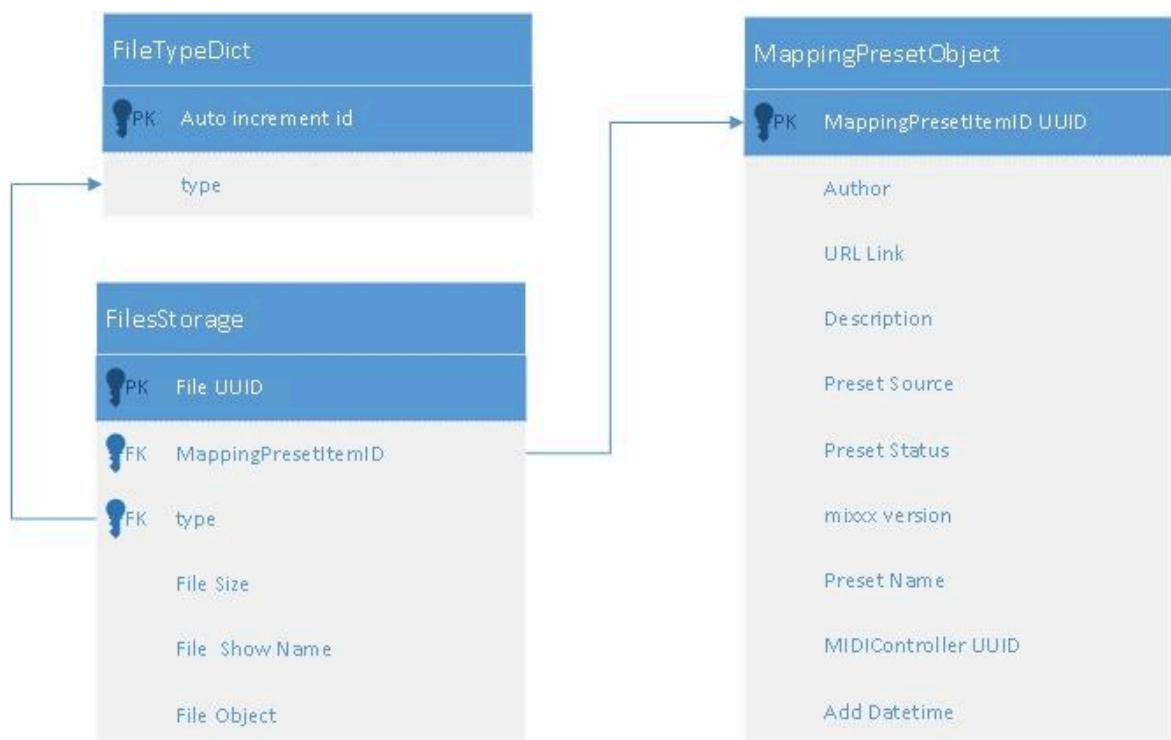 FileTypeDict
PK Auto increment id
type
FilesStorage
PK File UUID
FK MappingPresetItemID
FK type
File Size
File Show Name
File Object
MappingPresetObject
PK MappingPresetItemID UUID
Author
URL Link
Description
Preset Source
Preset Status
mixxx version
Preset Name
MIDIController UUID
Add Datetime